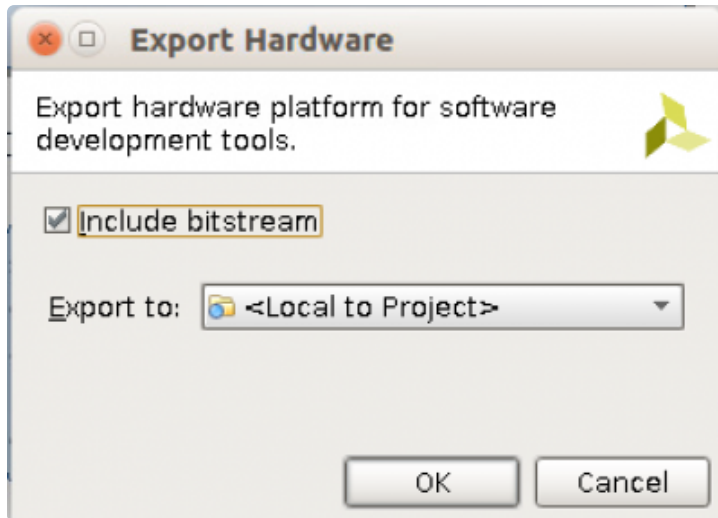 Export Hardware
Export hardware platform for software
development tools.
Include bitstream
Export to: <Local to Project>
OK Cancel